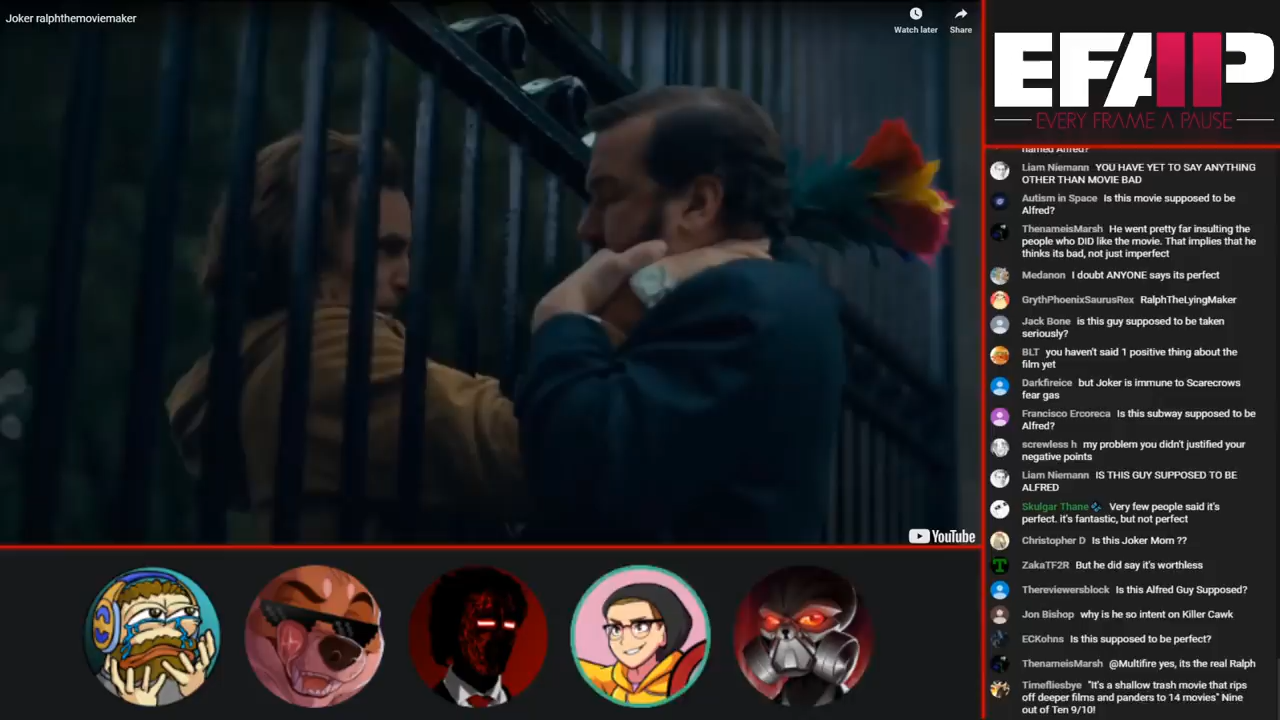 Joker ralphthemoviemaker
Watch later
Share
YouTube
EFAP
EVERY FRAME A PAUSE
named Alfred?
Liam Niemann YOU HAVE YET TO SAY ANYTHING
OTHER THAN MOVIE BAD
Autism in Space Is this movie supposed to be
Alfred?
ThenameisMarsh He went pretty far insulting the
people who DID like the movie. That implies that he
thinks its bad, not just imperfect
Medanon I doubt ANYONE says its perfect
GrythPhoenixSaurusRex RalphTheLyingMaker
Jack Bone is this guy supposed to be taken
seriously?
BLT you haven't said 1 positive thing about the
film yet
Darkfireice but Joker is immune to Scarecrows
fear gas
Francisco Ercoreca Is this subway supposed to be
Alfred?
screwless h my problem you didn't justified your
negative points
Liam Niemann IS THIS GUY SUPPOSED TO BE
ALFRED
Skulgar Thane Very few people said it's
perfect. it's fantastic, but not perfect
Christopher D Is this Joker Mom ??
ZakaTF2R But he did say it's worthless
Thereviewersblock Is this Alfred Guy Supposed?
Jon Bishop why is he so intent on Killer Cawk
ECKohns Is this supposed to be perfect?
ThenameisMarsh @Multifire yes, its the real Ralph
Timefliesbye "It's a shallow trash movie that rips
off deeper films and panders to 14 movies" Nine
out of Ten 9/10!